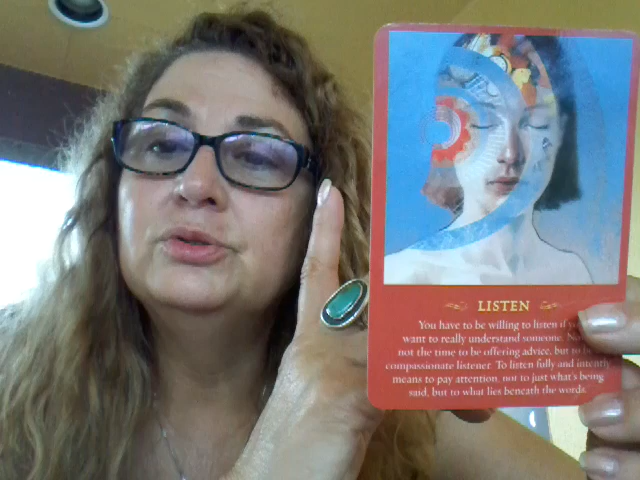 LISTEN
You have to be willing to listen if
want to really understand someone.
not the time to be offering advice, but to
compassionate listener. To listen fully and intently
means to pay attention, not to just what's being
said, but to what lies beneath the words.